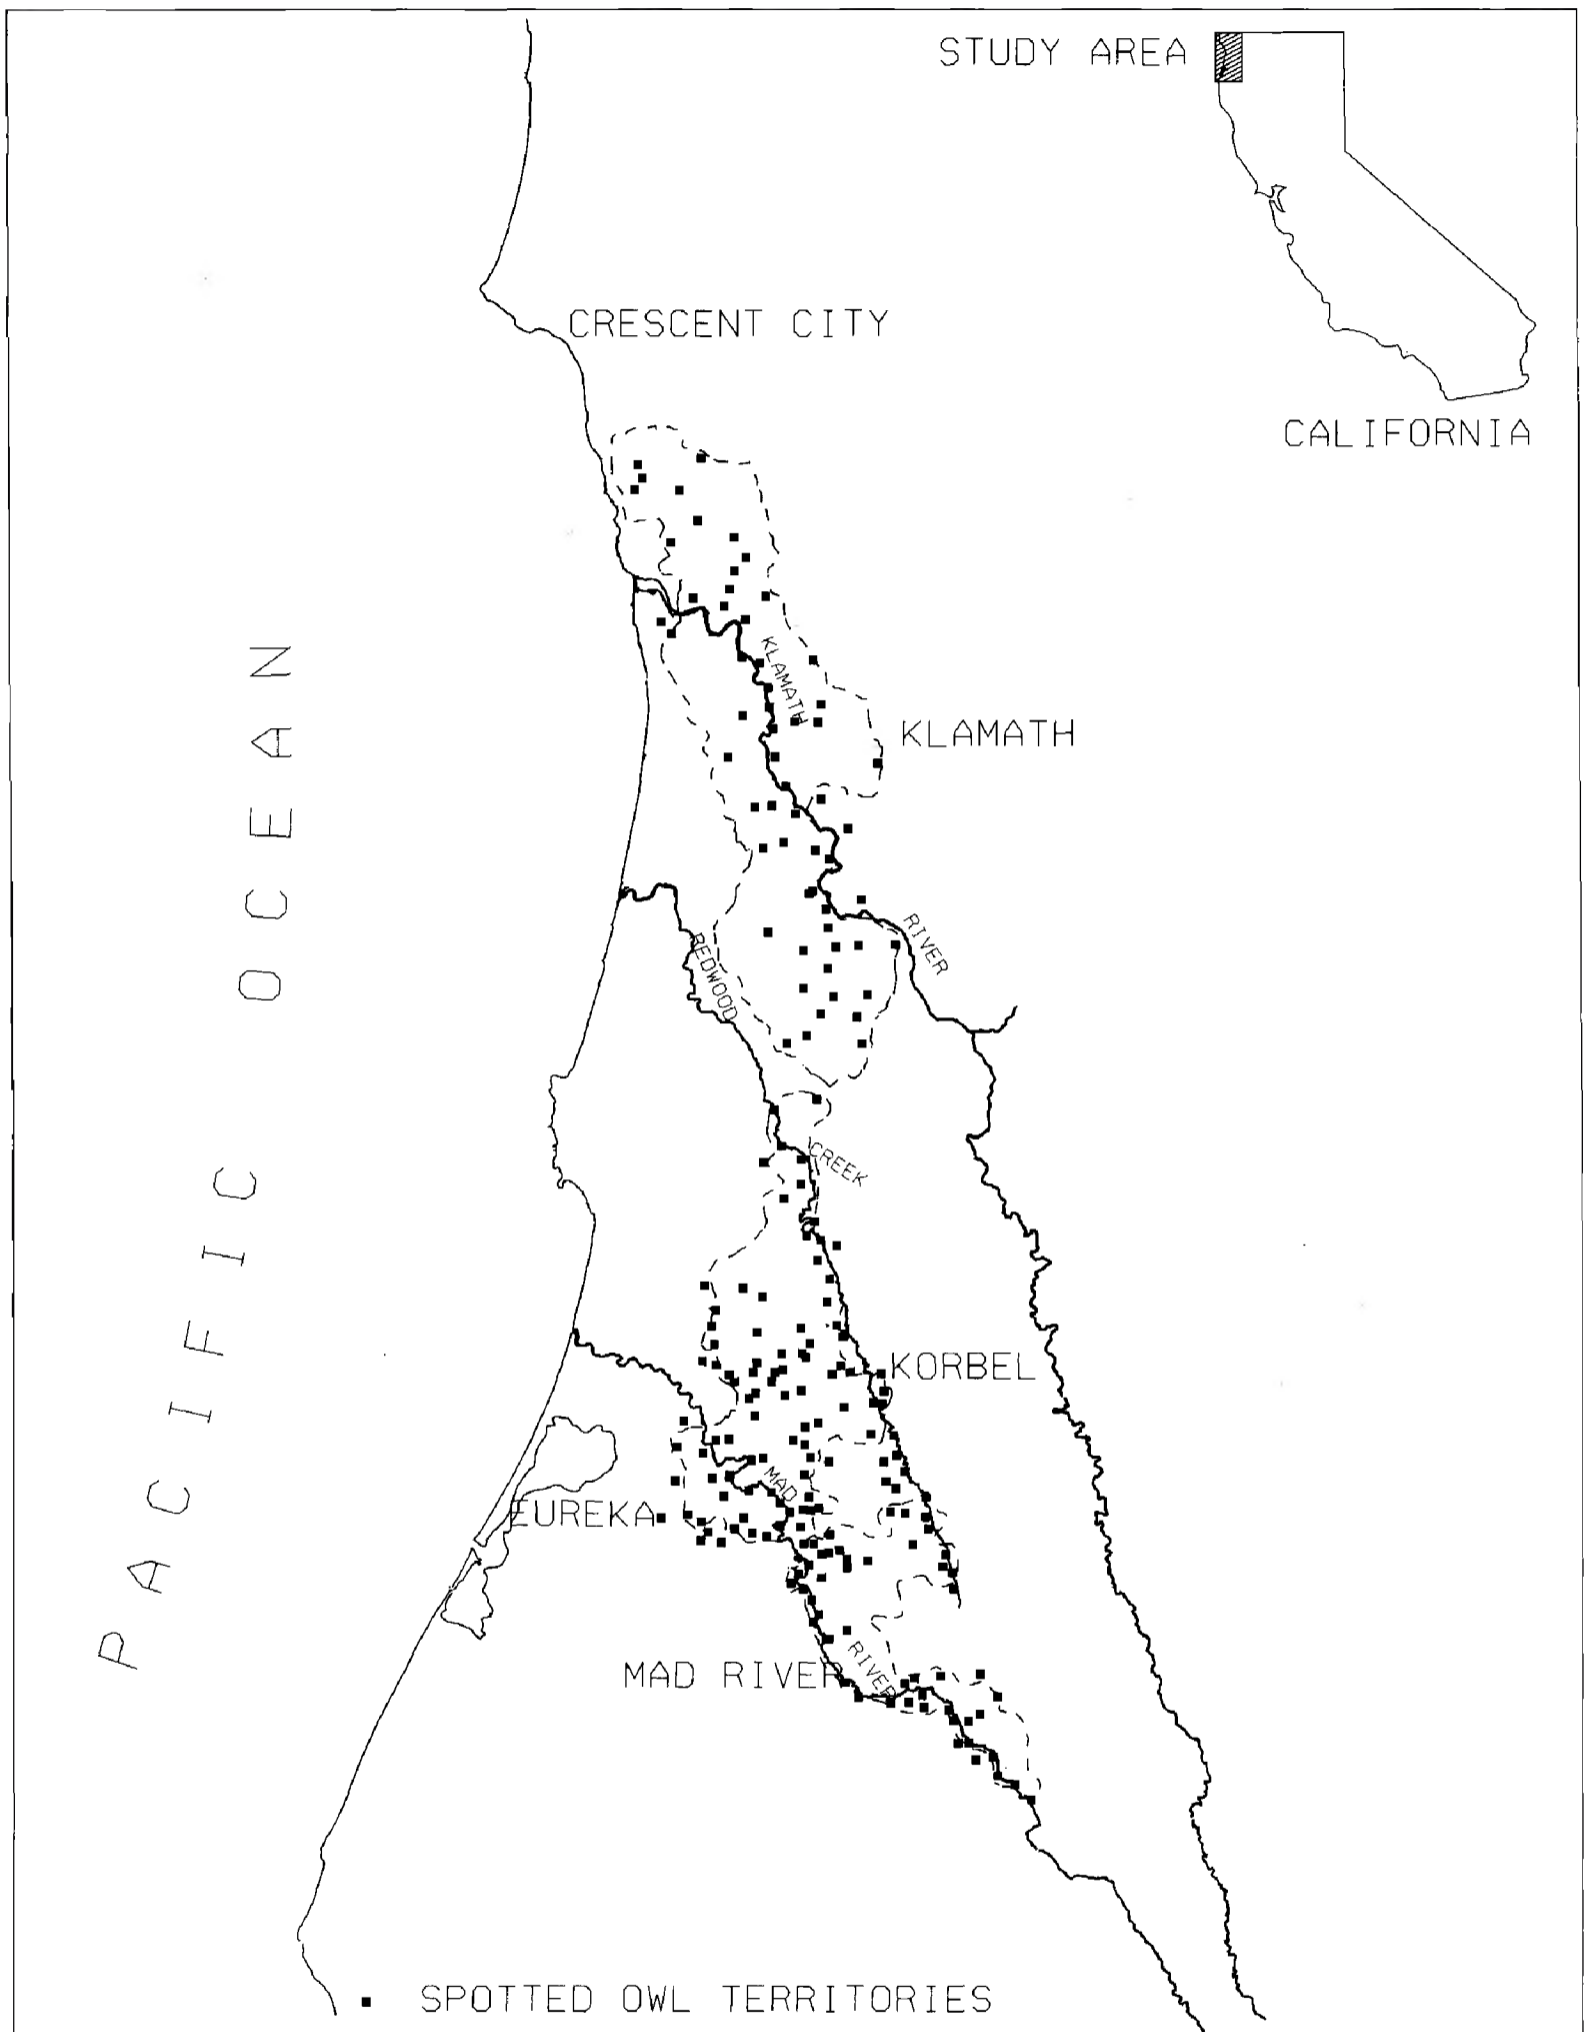 STUDY AREA
CALIFORNIA
CRESCENT CITY
KLAMATH
KLAMATH
RIVER
PACIFIC OCEAN
REDWOOD
CREEK
KORBEL
MAD
EUREKA
RIVER
MAD RIVER
SPOTTED OWL TERRITORIES